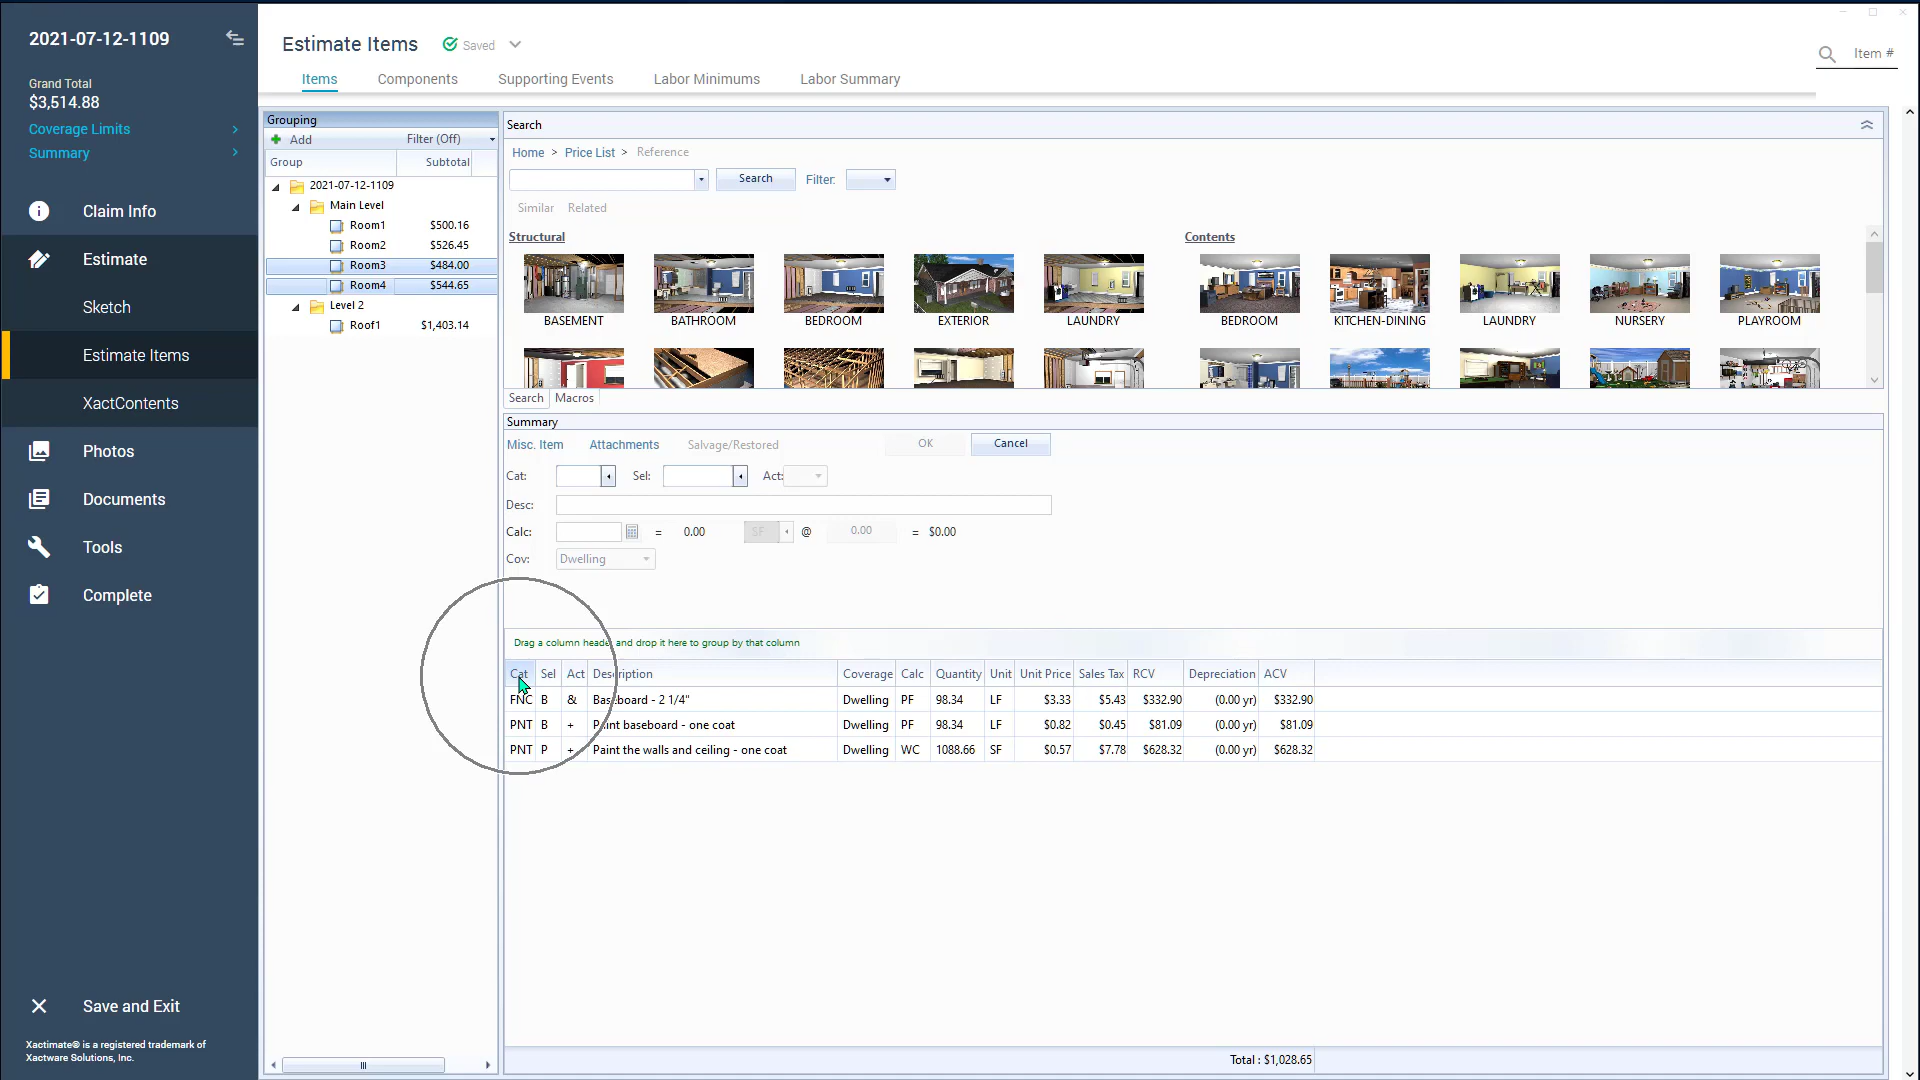 2021-07-12-1109
Grand Total
$3,514.88
Coverage Limits
Summary
Claim Info
Estimate
Sketch
Estimate Items
XactContents
Photos
Documents
Tools
Complete
Save and Exit
Xactimate® is a registered trademark of
Xactware Solutions, Inc.
Estimate Items Saved
Item #
Items Components Supporting Events Labor Minimums Labor Summary
Grouping
Add Filter (Off)
Group Subtotal
2021-07-12-1109
Main Level
Room1 $500.16
Room2 $526.45
Room3 $484.00
Room4 $544.65
Level 2
Roof1 $1,403.14
Search
Home > Price List > Reference
Search Filter:
Similar Related
Structural Contents
BASEMENT BATHROOM BEDROOM EXTERIOR LAUNDRY BEDROOM KITCHEN-DINING LAUNDRY NURSERY PLAYROOM
Search Macros
Summary
Misc. Item Attachments Salvage/Restored OK Cancel
Cat: Sel: Act:
Desc:
Calc: = 0.00 SF @ 0.00 = $0.00
Cov: Dwelling
Drag a column header and drop it here to group by that column
Cat Sel Act Description Coverage Calc Quantity Unit Unit Price Sales Tax RCV Depreciation ACV
FNC B & Baseboard - 2 1/4" Dwelling PF 98.34 LF $3.33 $5.43 $332.90 (0.00 yr) $332.90
PNT B + Paint baseboard - one coat Dwelling PF 98.34 LF $0.82 $0.45 $81.09 (0.00 yr) $81.09
PNT P + Paint the walls and ceiling - one coat Dwelling WC 1088.66 SF $0.57 $7.78 $628.32 (0.00 yr) $628.32
Total : $1,028.65